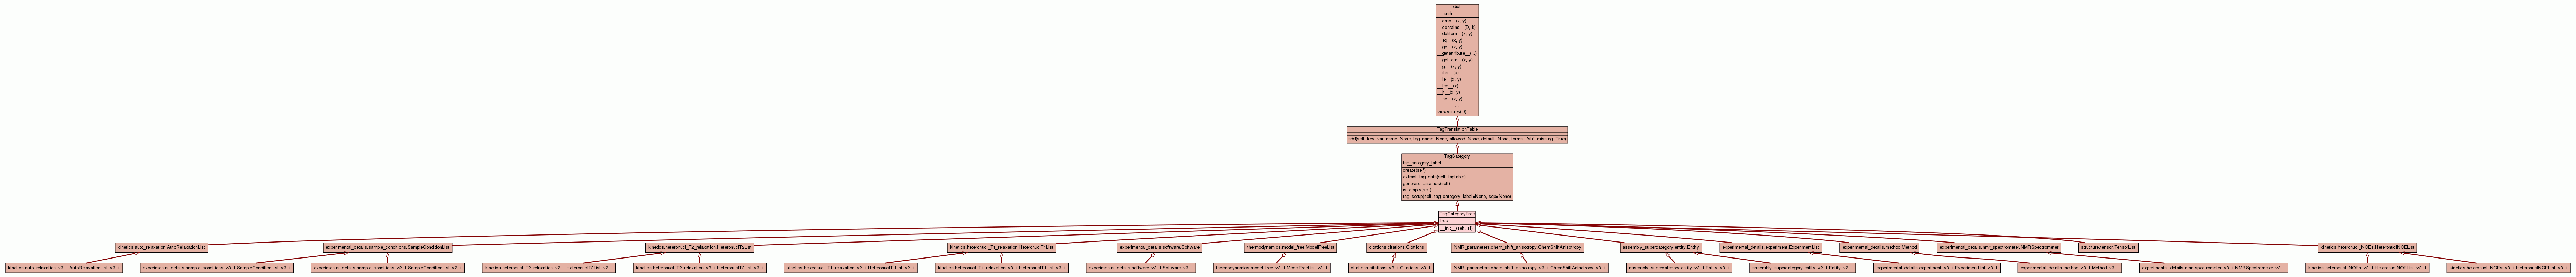 dict
__hash__
__cmp__(x, y)
__contains__(D, k)
__delitem__(x, y)
__eq__(x, y)
__ge__(x, y)
__getattribute__(...)
__getitem__(x, y)
__gt__(x, y)
__iter__(x)
__le__(x, y)
__len__(x)
__lt__(x, y)
__ne__(x, y)
...
viewvalues(D)
TagTranslationTable
add(self, key, var_name=None, tag_name=None, allowed=None, default=None, format='str', missing=True)
TagCategory
tag_category_label
create(self)
extract_tag_data(self, tagtable)
generate_data_ids(self)
is_empty(self)
tag_setup(self, tag_category_label=None, sep=None)
TagCategoryFree
free
__init__(self, sf)
kinetics.auto_relaxation.AutoRelaxationList
experimental_details.sample_conditions.SampleConditionList
kinetics.heteronucl_T2_relaxation.HeteronuclT2List
kinetics.heteronucl_T1_relaxation.HeteronuclT1List
experimental_details.software.Software
thermodynamics.model_free.ModelFreeList
citations.citations.Citations
NMR_parameters.chem_shift_anisotropy.ChemShiftAnisotropy
assembly_supercategory.entity.Entity
experimental_details.experiment.ExperimentList
experimental_details.method.Method
experimental_details.nmr_spectrometer.NMRSpectrometer
structure.tensor.TensorList
kinetics.heteronucl_NOEs.HeteronuclNOEList
kinetics.auto_relaxation_v3_1.AutoRelaxationList_v3_1
experimental_details.sample_conditions_v3_1.SampleConditionList_v3_1
experimental_details.sample_conditions_v2_1.SampleConditionList_v2_1
kinetics.heteronucl_T2_relaxation_v2_1.HeteronuclT2List_v2_1
kinetics.heteronucl_T2_relaxation_v3_1.HeteronuclT2List_v3_1
kinetics.heteronucl_T1_relaxation_v2_1.HeteronuclT1List_v2_1
kinetics.heteronucl_T1_relaxation_v3_1.HeteronuclT1List_v3_1
experimental_details.software_v3_1.Software_v3_1
thermodynamics.model_free_v3_1.ModelFreeList_v3_1
citations.citations_v3_1.Citations_v3_1
NMR_parameters.chem_shift_anisotropy_v3_1.ChemShiftAnisotropy_v3_1
assembly_supercategory.entity_v3_1.Entity_v3_1
assembly_supercategory.entity_v2_1.Entity_v2_1
experimental_details.experiment_v3_1.ExperimentList_v3_1
experimental_details.method_v3_1.Method_v3_1
experimental_details.nmr_spectrometer_v3_1.NMRSpectrometer_v3_1
kinetics.heteronucl_NOEs_v2_1.HeteronuclNOEList_v2_1
kinetics.heteronucl_NOEs_v3_1.HeteronuclNOEList_v3_1